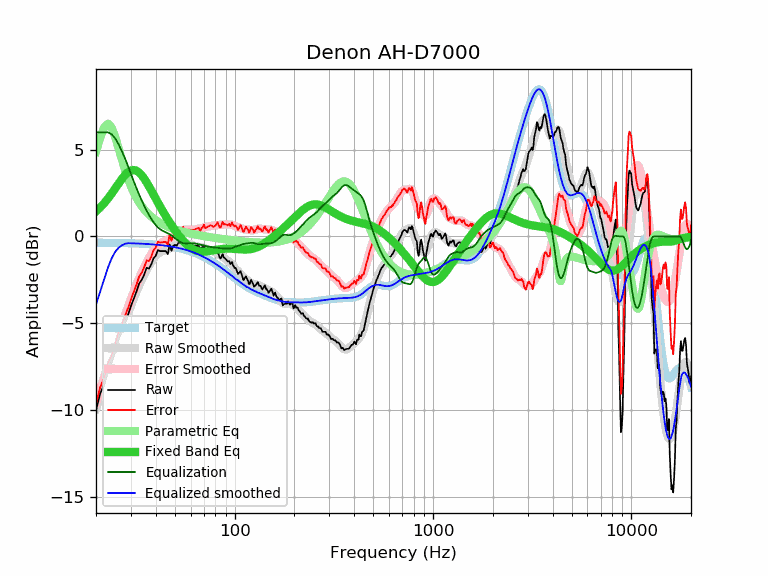 Denon AH-D7000
Amplitude (dBr)
5
0
−5
−10
−15
Target
Raw Smoothed
Error Smoothed
Raw
Error
Parametric Eq
Fixed Band Eq
Equalization
Equalized smoothed
100
1000
10000
Frequency (Hz)